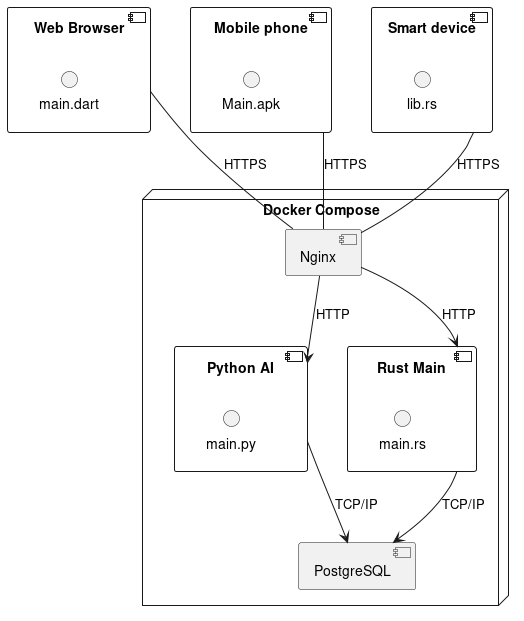 Web Browser
Mobile phone
Smart device
main.dart
Main.apk
lib.rs
HTTPS
HTTPS
HTTPS
Docker Compose
Nginx
HTTP
HTTP
Python AI
Rust Main
main.py
main.rs
TCP/IP
TCP/IP
PostgreSQL